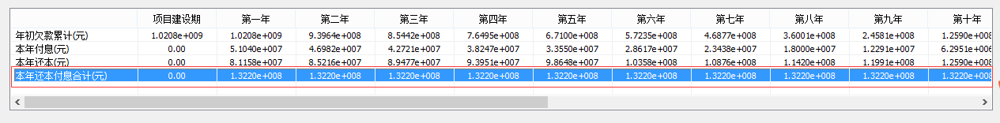 项目建设期 第一年 第二年 第三年 第四年 第五年 第六年 第七年 第八年 第九年 第十年
年初欠款累计(元) 1.0208e+009 1.0208e+009 9.3964e+008 8.5442e+008 7.6495e+008 6.7100e+008 5.7235e+008 4.6877e+008 3.6001e+008 2.4581e+008 1.2590e+008
本年付息(元) 0.00 5.1040e+007 4.6982e+007 4.2721e+007 3.8247e+007 3.3550e+007 2.8617e+007 2.3438e+007 1.8000e+007 1.2291e+007 6.2951e+006
本年还本(元) 0.00 8.1158e+007 8.5216e+007 8.9477e+007 9.3951e+007 9.8648e+007 1.0358e+008 1.0876e+008 1.1420e+008 1.1991e+008 1.2590e+008
本年还本付息合计(元) 0.00 1.3220e+008 1.3220e+008 1.3220e+008 1.3220e+008 1.3220e+008 1.3220e+008 1.3220e+008 1.3220e+008 1.3220e+008 1.3220e+008